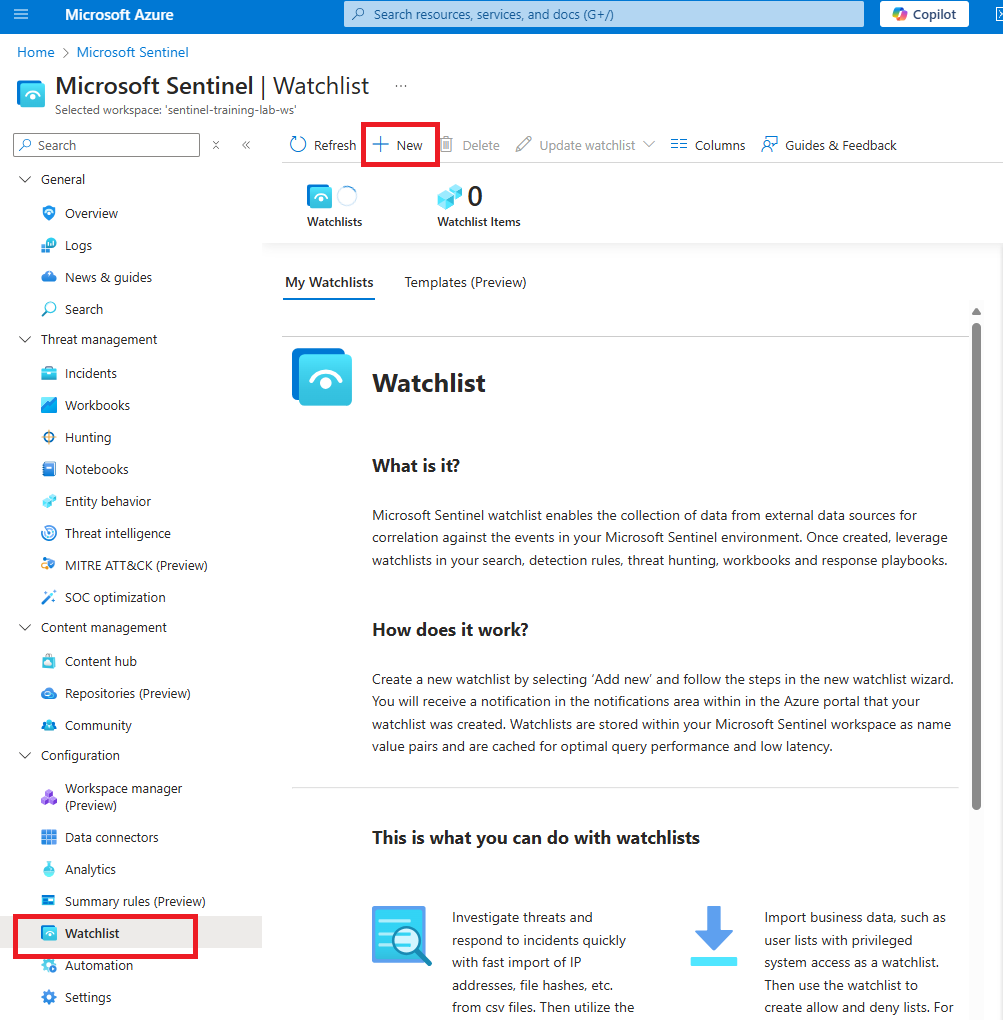 Microsoft Azure
Search resources, services, and docs (G+/)
Copilot
Home > Microsoft Sentinel
Microsoft Sentinel | Watchlist ...
Selected workspace: 'sentinel-training-lab-ws'
Search
Refresh
New
Delete
Update watchlist
Columns
Guides & Feedback
General
Overview
Logs
News & guides
Search
Threat management
Incidents
Workbooks
Hunting
Notebooks
Entity behavior
Threat intelligence
MITRE ATT&CK (Preview)
SOC optimization
Content management
Content hub
Repositories (Preview)
Community
Configuration
Workspace manager
(Preview)
Data connectors
Analytics
Summary rules (Preview)
Watchlist
Automation
Settings
Watchlists
0
Watchlist Items
My Watchlists
Templates (Preview)
Watchlist
What is it?
Microsoft Sentinel watchlist enables the collection of data from external data sources for
correlation against the events in your Microsoft Sentinel environment. Once created, leverage
watchlists in your search, detection rules, threat hunting, workbooks and response playbooks.
How does it work?
Create a new watchlist by selecting ‘Add new’ and follow the steps in the new watchlist wizard.
You will receive a notification in the notifications area within in the Azure portal that your
watchlist was created. Watchlists are stored within your Microsoft Sentinel workspace as name
value pairs and are cached for optimal query performance and low latency.
This is what you can do with watchlists
Investigate threats and
respond to incidents quickly
with fast import of IP
addresses, file hashes, etc.
from csv files. Then utilize the
Import business data, such as
user lists with privileged
system access as a watchlist.
Then use the watchlist to
create allow and deny lists. For